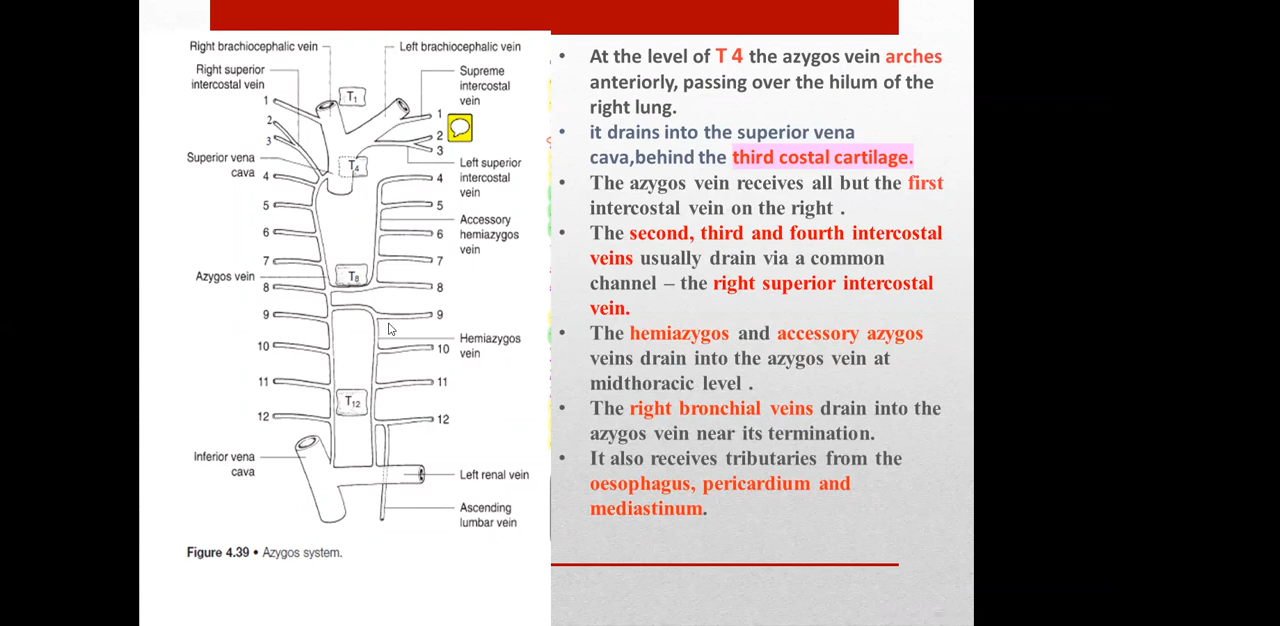 Right brachiocephalic vein
Left brachiocephalic vein
Right superior
intercostal vein
Supreme
intercostal
vein
T1
1
2
3
1
2
3
Superior vena
cava
T4
Left superior
intercostal
vein
4
5
6
7
8
9
10
11
12
4
5
6
7
8
9
10
11
12
Accessory
hemiazygos
vein
Azygos vein
T8
Hemiazygos
vein
T12
Inferior vena
cava
Left renal vein
Ascending
lumbar vein
Figure 4.39 • Azygos system.
• At the level of T 4 the azygos vein arches
anteriorly, passing over the hilum of the
right lung.
• it drains into the superior vena
cava,behind the third costal cartilage.
• The azygos vein receives all but the first
intercostal vein on the right .
• The second, third and fourth intercostal
veins usually drain via a common
channel – the right superior intercostal
vein.
• The hemiazygos and accessory azygos
veins drain into the azygos vein at
midthoracic level .
• The right bronchial veins drain into the
azygos vein near its termination.
• It also receives tributaries from the
oesophagus, pericardium and
mediastinum.